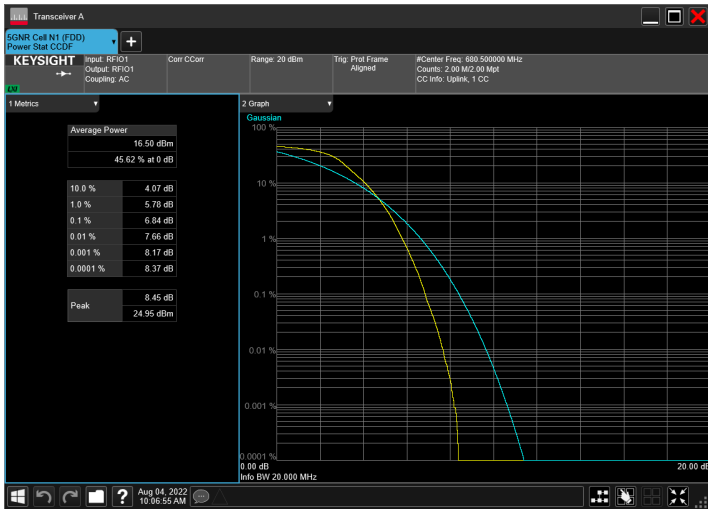 Transceiver A
5GNR Cell N1 (FDD)
Power Stat CCDF
KEYSIGHT
Input: RFIO1
Output: RFIO1
Coupling: AC
Corr CCorr
Range: 20 dBm
Trig: Prot Frame
Aligned
#Center Freq: 680.500000 MHz
Counts: 2.00 M/2.00 Mpt
CC Info: Uplink, 1 CC
1 Metrics
Average Power
16.50 dBm
45.62 % at 0 dB
10.0 % 4.07 dB
1.0 % 5.78 dB
0.1 % 6.84 dB
0.01 % 7.66 dB
0.001 % 8.17 dB
0.0001 % 8.37 dB
Peak 8.45 dB
24.95 dBm
2 Graph
Gaussian
100 %
10 %
1 %
0.1 %
0.01 %
0.001 %
0.0001 %
0.00 dB 20.00 dB
Info BW 20.000 MHz
Aug 04, 2022
10:06:55 AM